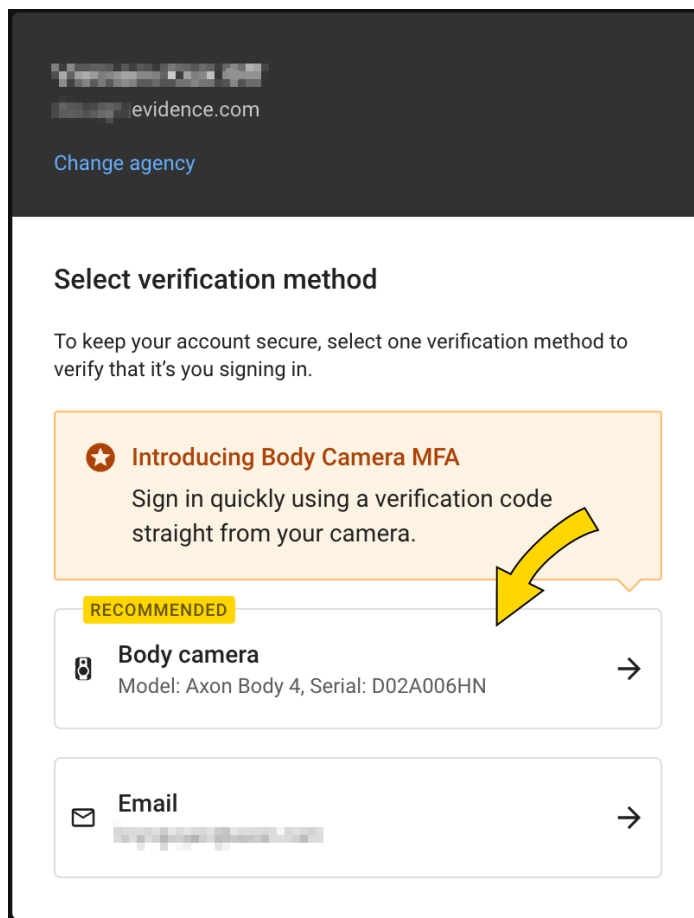 evidence.com
Change agency
Select verification method
To keep your account secure, select one verification method to
verify that it's you signing in.
Introducing Body Camera MFA
Sign in quickly using a verification code
straight from your camera.
RECOMMENDED
Body camera
Model: Axon Body 4, Serial: D02A006HN
Email